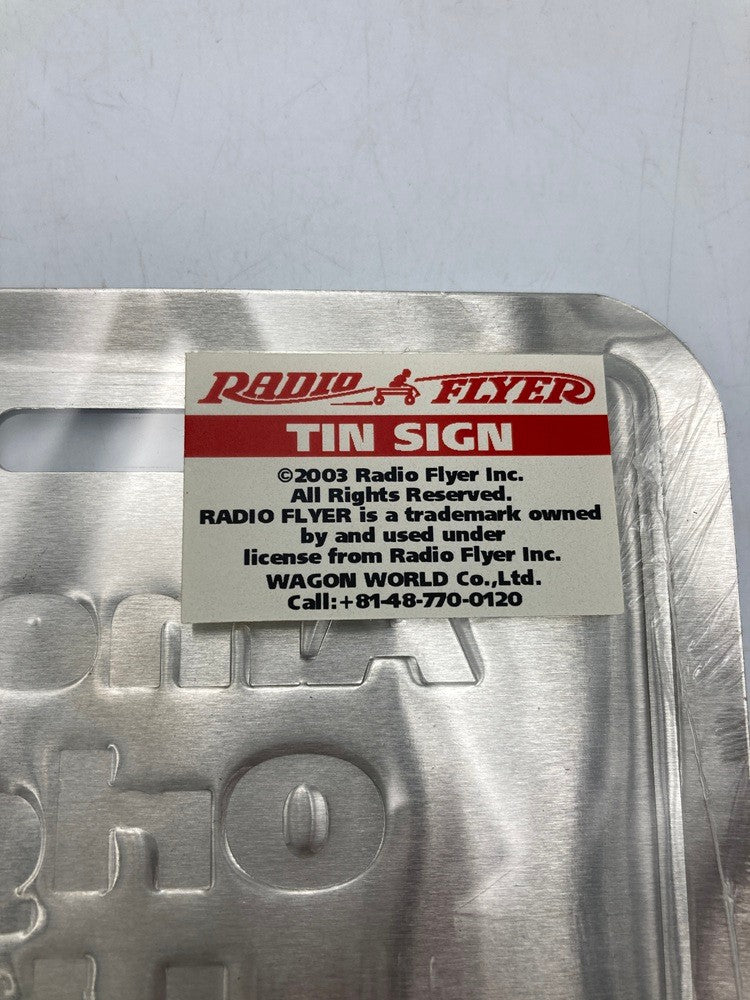 RADIO FLYER
TIN SIGN
©2003 Radio Flyer Inc.
All Rights Reserved.
RADIO FLYER is a trademark owned
by and used under
license from Radio Flyer Inc.
WAGON WORLD Co.,Ltd.
Call:+81-48-770-0120